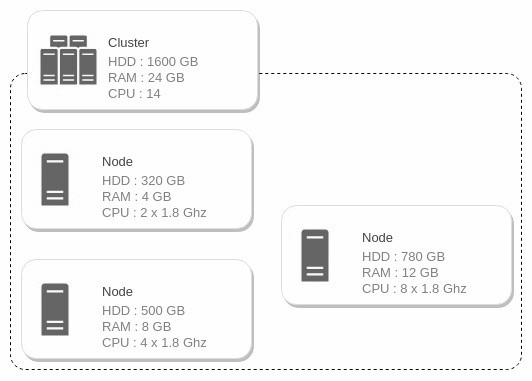 Cluster
HDD : 1600 GB
RAM : 24 GB
CPU : 14
Node
HDD : 320 GB
RAM : 4 GB
CPU : 2 x 1.8 Ghz
Node
HDD : 780 GB
RAM : 12 GB
CPU : 8 x 1.8 Ghz
Node
HDD : 500 GB
RAM : 8 GB
CPU : 4 x 1.8 Ghz